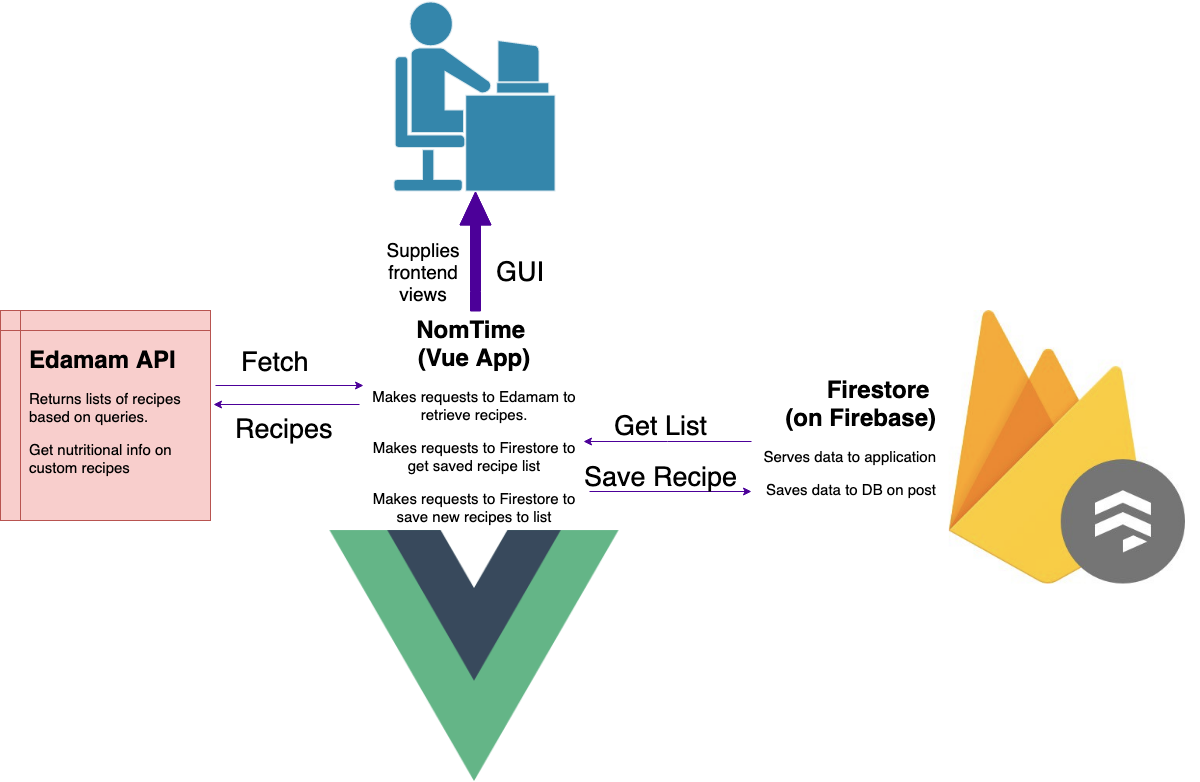 Supplies
frontend
views
GUI
NomTime
(Vue App)
Makes requests to Edamam to
retrieve recipes.
Makes requests to Firestore to
get saved recipe list
Makes requests to Firestore to
save new recipes to list
Edamam API
Returns lists of recipes
based on queries.
Get nutritional info on
custom recipes
Fetch
Recipes
Get List
Save Recipe
Firestore
(on Firebase)
Serves data to application
Saves data to DB on post